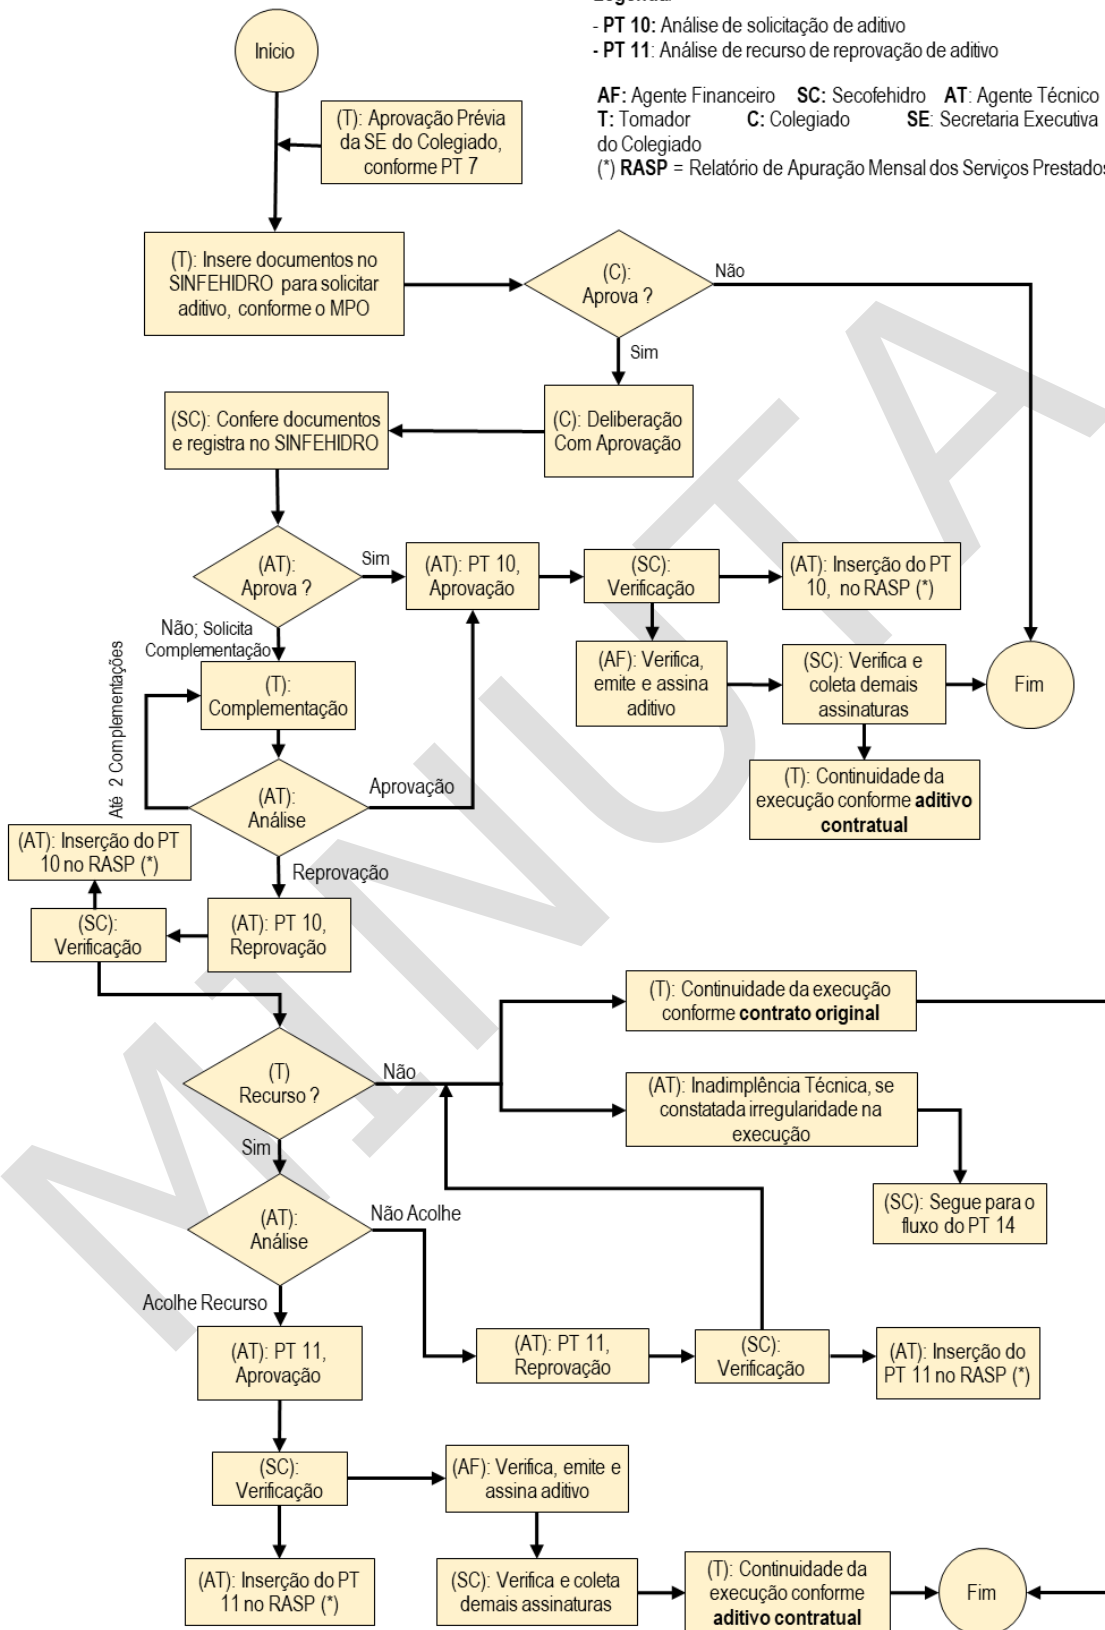 Legenda:
- PT 10: Análise de solicitação de aditivo
- PT 11: Análise de recurso de reprovação de aditivo
AF: Agente Financeiro SC: Secofehidro AT: Agente Técnico
T: Tomador C: Colegiado SE: Secretaria Executiva
do Colegiado
(*) RASP = Relatório de Apuração Mensal dos Serviços Prestados
Início
(T): Aprovação Prévia
da SE do Colegiado,
conforme PT 7
(T): Insere documentos no
SINFEHIDRO para solicitar
aditivo, conforme o MPO
(C):
Aprova ?
Não
Sim
(SC): Confere documentos
e registra no SINFEHIDRO
(C): Deliberação
Com Aprovação
(AT):
Aprova ?
Sim
(AT): PT 10,
Aprovação
(SC):
Verificação
(AT): Inserção do PT
10, no RASP (*)
Não; Solicita
Complementação
(T):
Complementação
(AF): Verifica,
emite e assina
aditivo
(SC): Verifica e
coleta demais
assinaturas
Fim
Até 2 Complementações
(AT):
Análise
Aprovação
(T): Continuidade da
execução conforme aditivo
contratual
(AT): Inserção do PT
10 no RASP (*)
Reprovação
(SC):
Verificação
(AT): PT 10,
Reprovação
(T): Continuidade da execução
conforme contrato original
(T)
Recurso ?
Não
(AT): Inadimplência Técnica, se
constatada irregularidade na
execução
Sim
(AT):
Análise
Não Acolhe
(SC): Segue para o
fluxo do PT 14
Acolhe Recurso
(AT): PT 11,
Aprovação
(AT): PT 11,
Reprovação
(SC):
Verificação
(AT): Inserção do
PT 11 no RASP (*)
(SC):
Verificação
(AF): Verifica, emite e
assina aditivo
(AT): Inserção do PT
11 no RASP (*)
(SC): Verifica e coleta
demais assinaturas
(T): Continuidade da
execução conforme
aditivo contratual
Fim
MINUTA